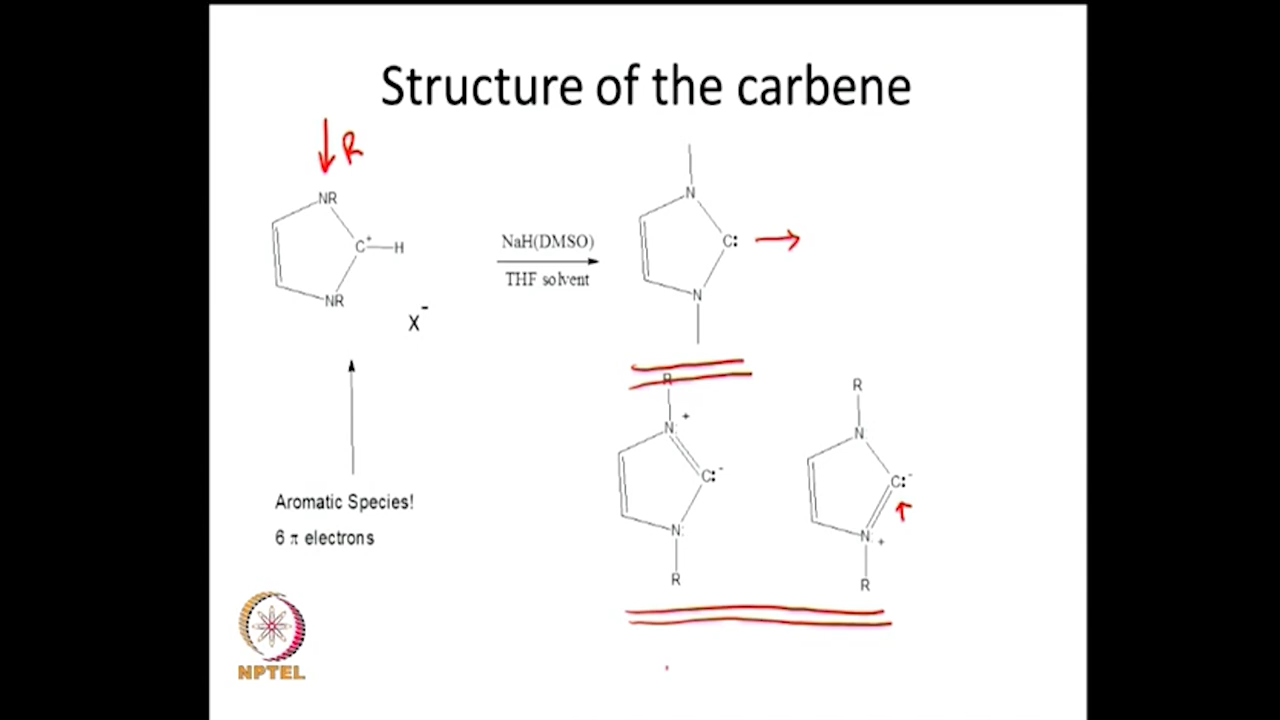 Structure of the carbene
R
NR
C+
H
NR
X-
NaH(DMSO)
THF solvent
N
C:
N
Aromatic Species!
6 π electrons
R
N: +
C: -
N:
R
R
N:
C: -
N: +
R
NPTEL